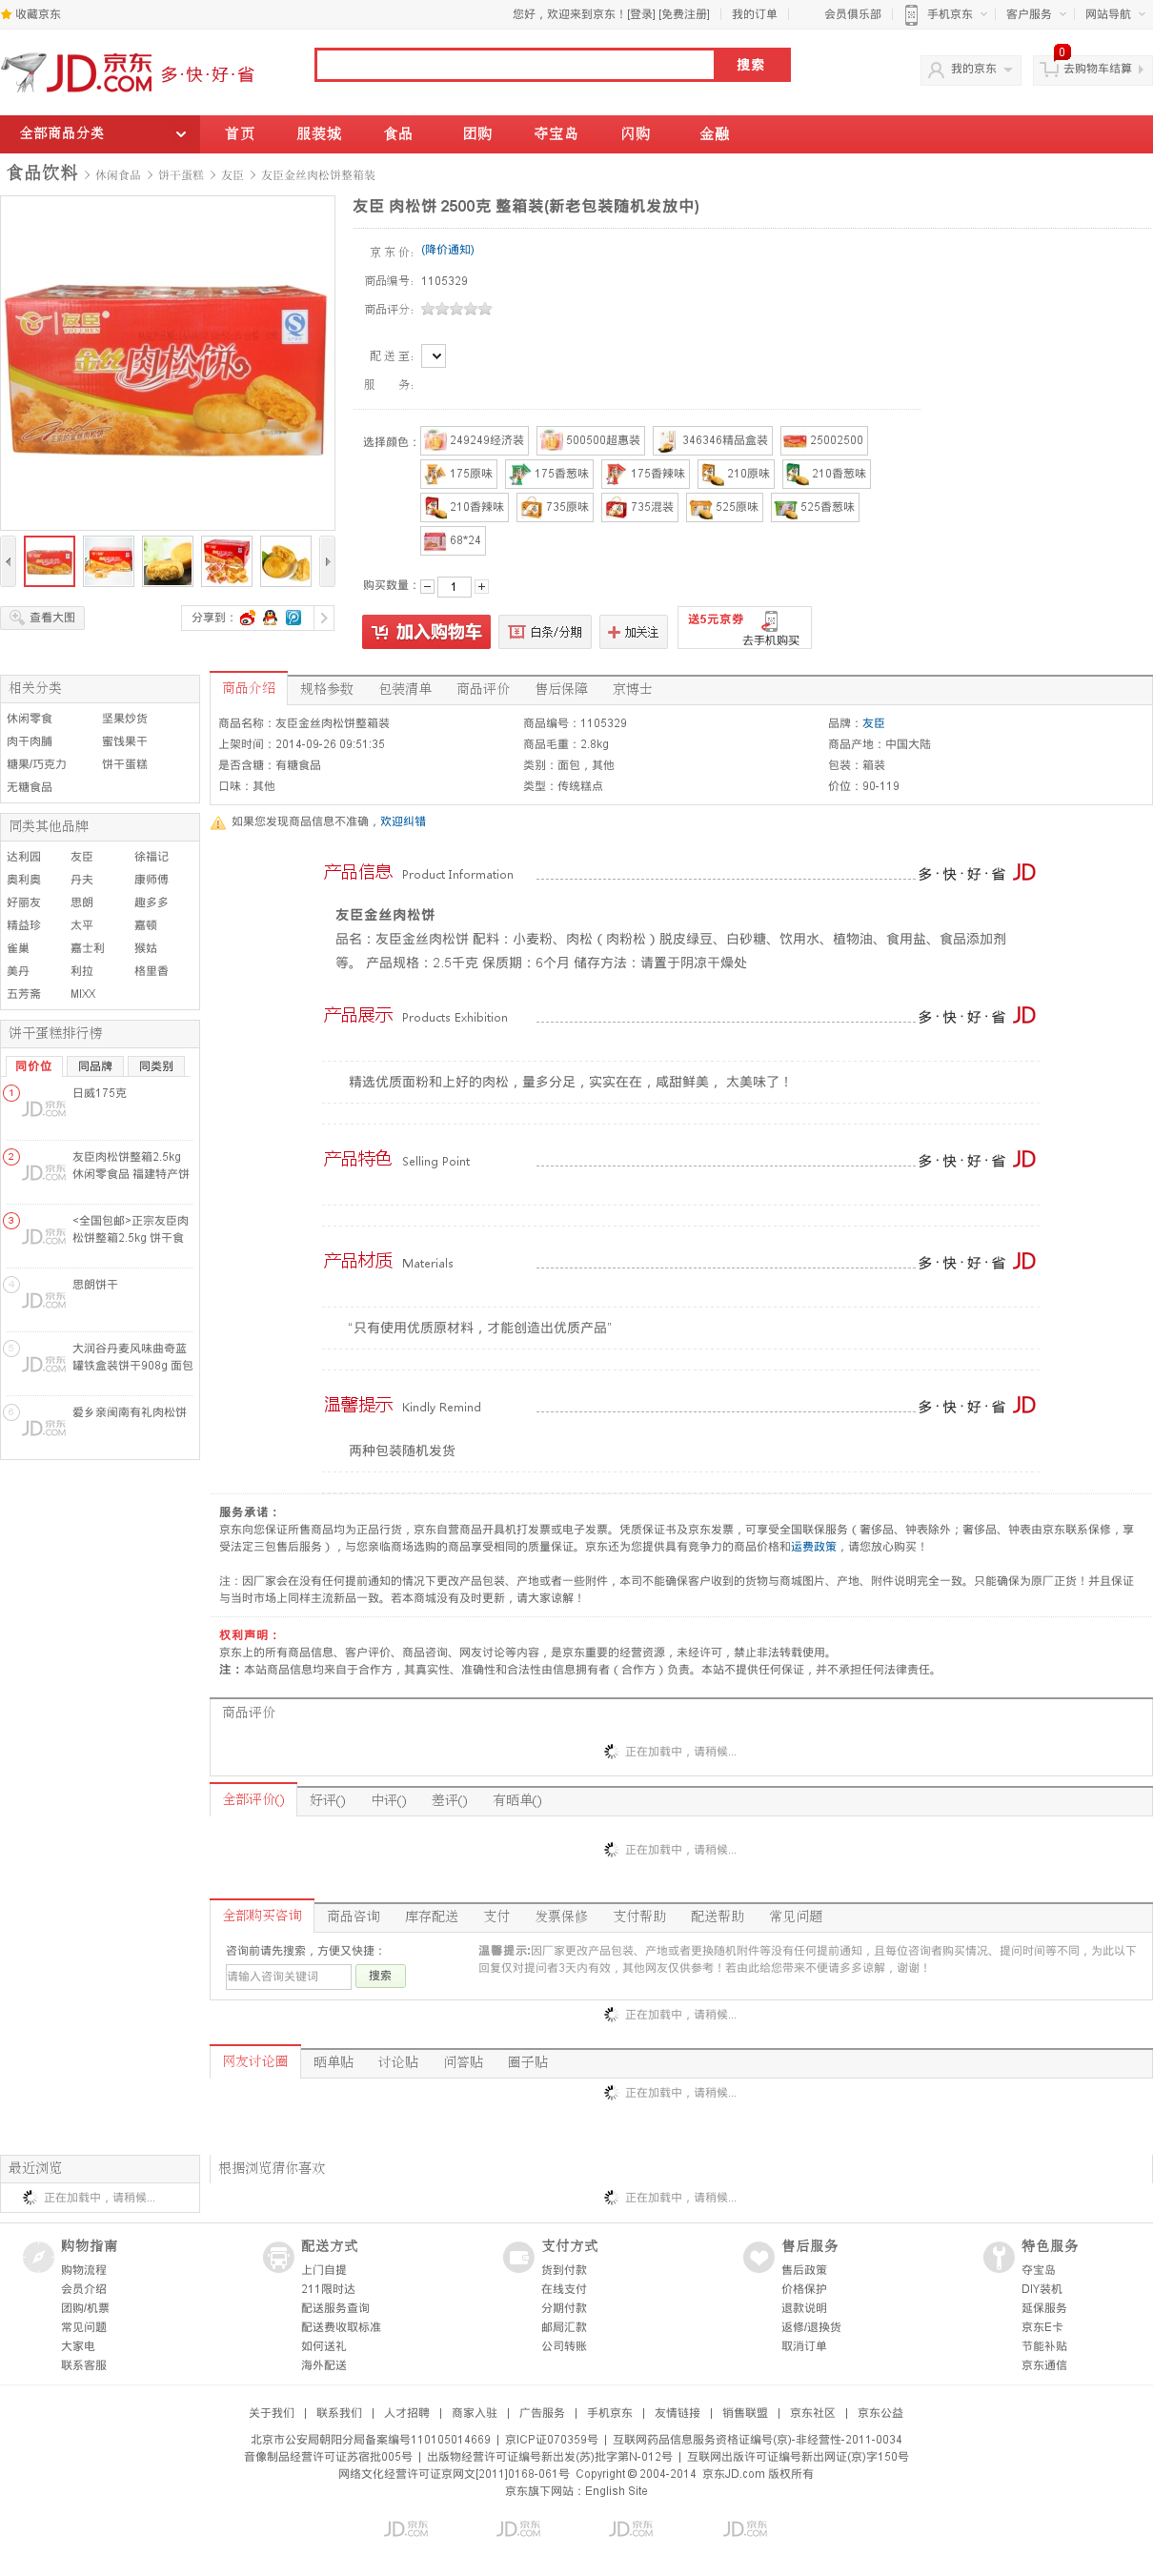 收藏京东
您好，欢迎来到京东！[登录] [免费注册] 我的订单 会员俱乐部 手机京东 客户服务 网站导航
JD.COM 京东 多·快·好·省
搜索
我的京东
0
去购物车结算
全部商品分类 首页 服装城 食品 团购 夺宝岛 闪购 金融
食品饮料 > 休闲食品 > 饼干蛋糕 > 友臣 > 友臣金丝肉松饼整箱装
友臣 肉松饼 2500克 整箱装(新老包装随机发放中)
京 东 价： (降价通知)
商品编号： 1105329
商品评分：
配 送 至：
服　　务：
友臣
金丝肉松饼
选择颜色：
249249经济装 500500超惠装 346346精品盒装 25002500
175原味 175香葱味 175香辣味 210原味 210香葱味
210香辣味 735原味 735混装 525原味 525香葱味
68*24
购买数量： 1
查看大图
分享到：
加入购物车 白条/分期 加关注
送5元京券
去手机购买
相关分类
休闲零食 坚果炒货
肉干肉脯 蜜饯果干
糖果/巧克力 饼干蛋糕
无糖食品
同类其他品牌
达利园 友臣 徐福记
奥利奥 丹夫 康师傅
好丽友 思朗 趣多多
精益珍 太平 嘉顿
雀巢 嘉士利 猴姑
美丹 利拉 格里香
五芳斋 MIXX
饼干蛋糕排行榜
同价位 同品牌 同类别
1 日威175克
2 友臣肉松饼整箱2.5kg
休闲零食品 福建特产饼
3 <全国包邮>正宗友臣肉
松饼整箱2.5kg 饼干食
4 思朗饼干
5 大润谷丹麦风味曲奇蓝
罐铁盒装饼干908g 面包
6 爱乡亲闽南有礼肉松饼
商品介绍 规格参数 包装清单 商品评价 售后保障 京博士
商品名称：友臣金丝肉松饼整箱装 商品编号：1105329 品牌：友臣
上架时间：2014-09-26 09:51:35 商品毛重：2.8kg 商品产地：中国大陆
是否含糖：有糖食品 类别：面包，其他 包装：箱装
口味：其他 类型：传统糕点 价位：90-119
如果您发现商品信息不准确，欢迎纠错
产品信息 Product Information 多·快·好·省 JD
友臣金丝肉松饼
品名：友臣金丝肉松饼 配料：小麦粉、肉松（肉粉松）脱皮绿豆、白砂糖、饮用水、植物油、食用盐、食品添加剂
等。 产品规格：2.5千克 保质期：6个月 储存方法：请置于阴凉干燥处
产品展示 Products Exhibition 多·快·好·省 JD
精选优质面粉和上好的肉松，量多分足，实实在在，咸甜鲜美， 太美味了！
产品特色 Selling Point 多·快·好·省 JD
产品材质 Materials 多·快·好·省 JD
“只有使用优质原材料，才能创造出优质产品”
温馨提示 Kindly Remind 多·快·好·省 JD
两种包装随机发货
服务承诺：
京东向您保证所售商品均为正品行货，京东自营商品开具机打发票或电子发票。凭质保证书及京东发票，可享受全国联保服务（奢侈品、钟表除外；奢侈品、钟表由京东联系保修，享
受法定三包售后服务），与您亲临商场选购的商品享受相同的质量保证。京东还为您提供具有竞争力的商品价格和运费政策，请您放心购买！
注：因厂家会在没有任何提前通知的情况下更改产品包装、产地或者一些附件，本司不能确保客户收到的货物与商城图片、产地、附件说明完全一致。只能确保为原厂正货！并且保证
与当时市场上同样主流新品一致。若本商城没有及时更新，请大家谅解！
权利声明：
京东上的所有商品信息、客户评价、商品咨询、网友讨论等内容，是京东重要的经营资源，未经许可，禁止非法转载使用。
注：本站商品信息均来自于合作方，其真实性、准确性和合法性由信息拥有者（合作方）负责。本站不提供任何保证，并不承担任何法律责任。
商品评价
正在加载中，请稍候...
全部评价() 好评() 中评() 差评() 有晒单()
正在加载中，请稍候...
全部购买咨询 商品咨询 库存配送 支付 发票保修 支付帮助 配送帮助 常见问题
咨询前请先搜索，方便又快捷：
请输入咨询关键词 搜索
温馨提示:因厂家更改产品包装、产地或者更换随机附件等没有任何提前通知，且每位咨询者购买情况、提问时间等不同，为此以下
回复仅对提问者3天内有效，其他网友仅供参考！若由此给您带来不便请多多谅解，谢谢！
正在加载中，请稍候...
网友讨论圈 晒单贴 讨论贴 问答贴 圈子贴
正在加载中，请稍候...
最近浏览
正在加载中，请稍候...
根据浏览猜你喜欢
正在加载中，请稍候...
购物指南 配送方式 支付方式 售后服务 特色服务
购物流程 上门自提 货到付款 售后政策 夺宝岛
会员介绍 211限时达 在线支付 价格保护 DIY装机
团购/机票 配送服务查询 分期付款 退款说明 延保服务
常见问题 配送费收取标准 邮局汇款 返修/退换货 京东E卡
大家电 如何送礼 公司转账 取消订单 节能补贴
联系客服 海外配送 京东通信
关于我们 | 联系我们 | 人才招聘 | 商家入驻 | 广告服务 | 手机京东 | 友情链接 | 销售联盟 | 京东社区 | 京东公益
北京市公安局朝阳分局备案编号110105014669 | 京ICP证070359号 | 互联网药品信息服务资格证编号(京)-非经营性-2011-0034
音像制品经营许可证苏宿批005号 | 出版物经营许可证编号新出发(苏)批字第N-012号 | 互联网出版许可证编号新出网证(京)字150号
网络文化经营许可证京网文[2011]0168-061号 Copyright © 2004-2014 京东JD.com 版权所有
京东旗下网站：English Site
JD京东.COM JD京东.COM JD京东.COM JD京东.COM